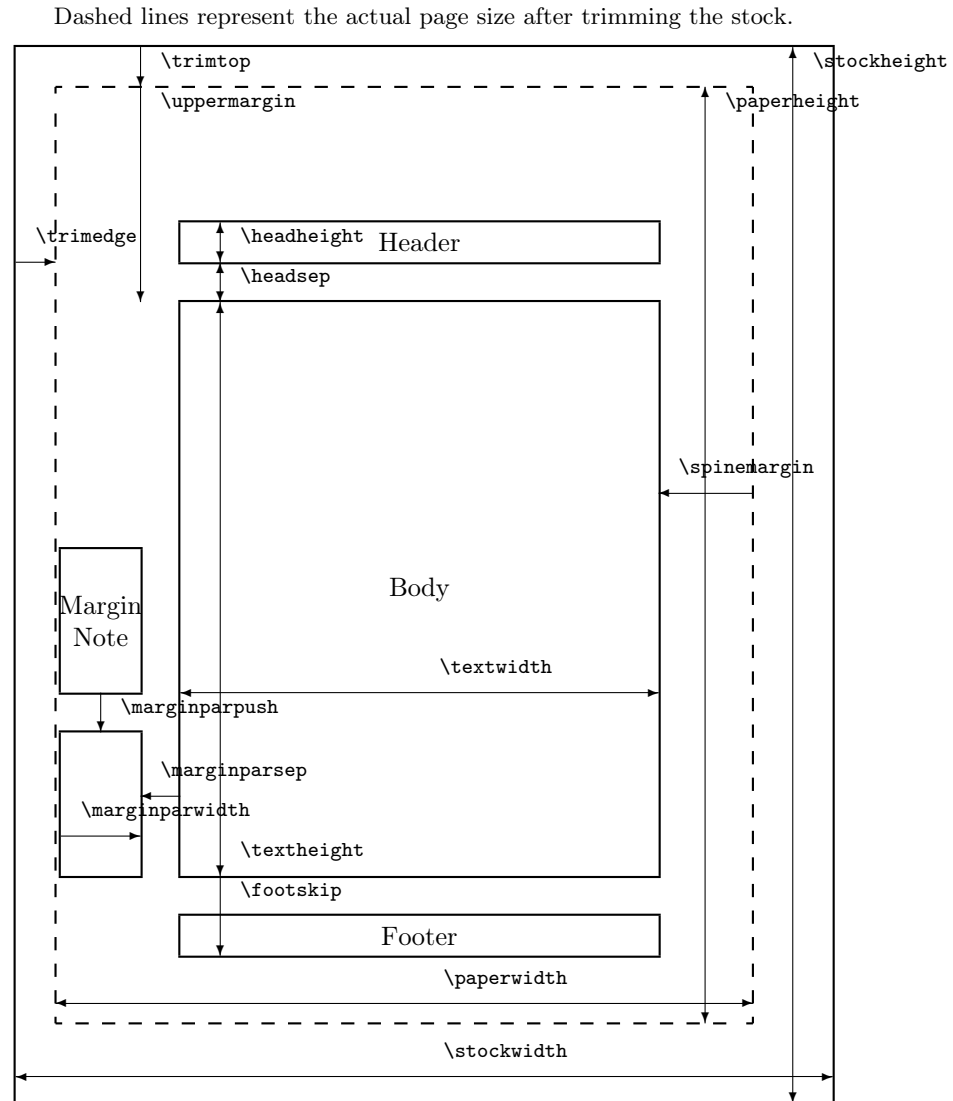 Dashed lines represent the actual page size after trimming the stock.
\trimtop
\stockheight
\uppermargin
\paperheight
\trimedge
\headheight
Header
\headsep
\spinemargin
Body
Margin
Note
\textwidth
\marginparpush
\marginparsep
\marginparwidth
\textheight
\footskip
Footer
\paperwidth
\stockwidth